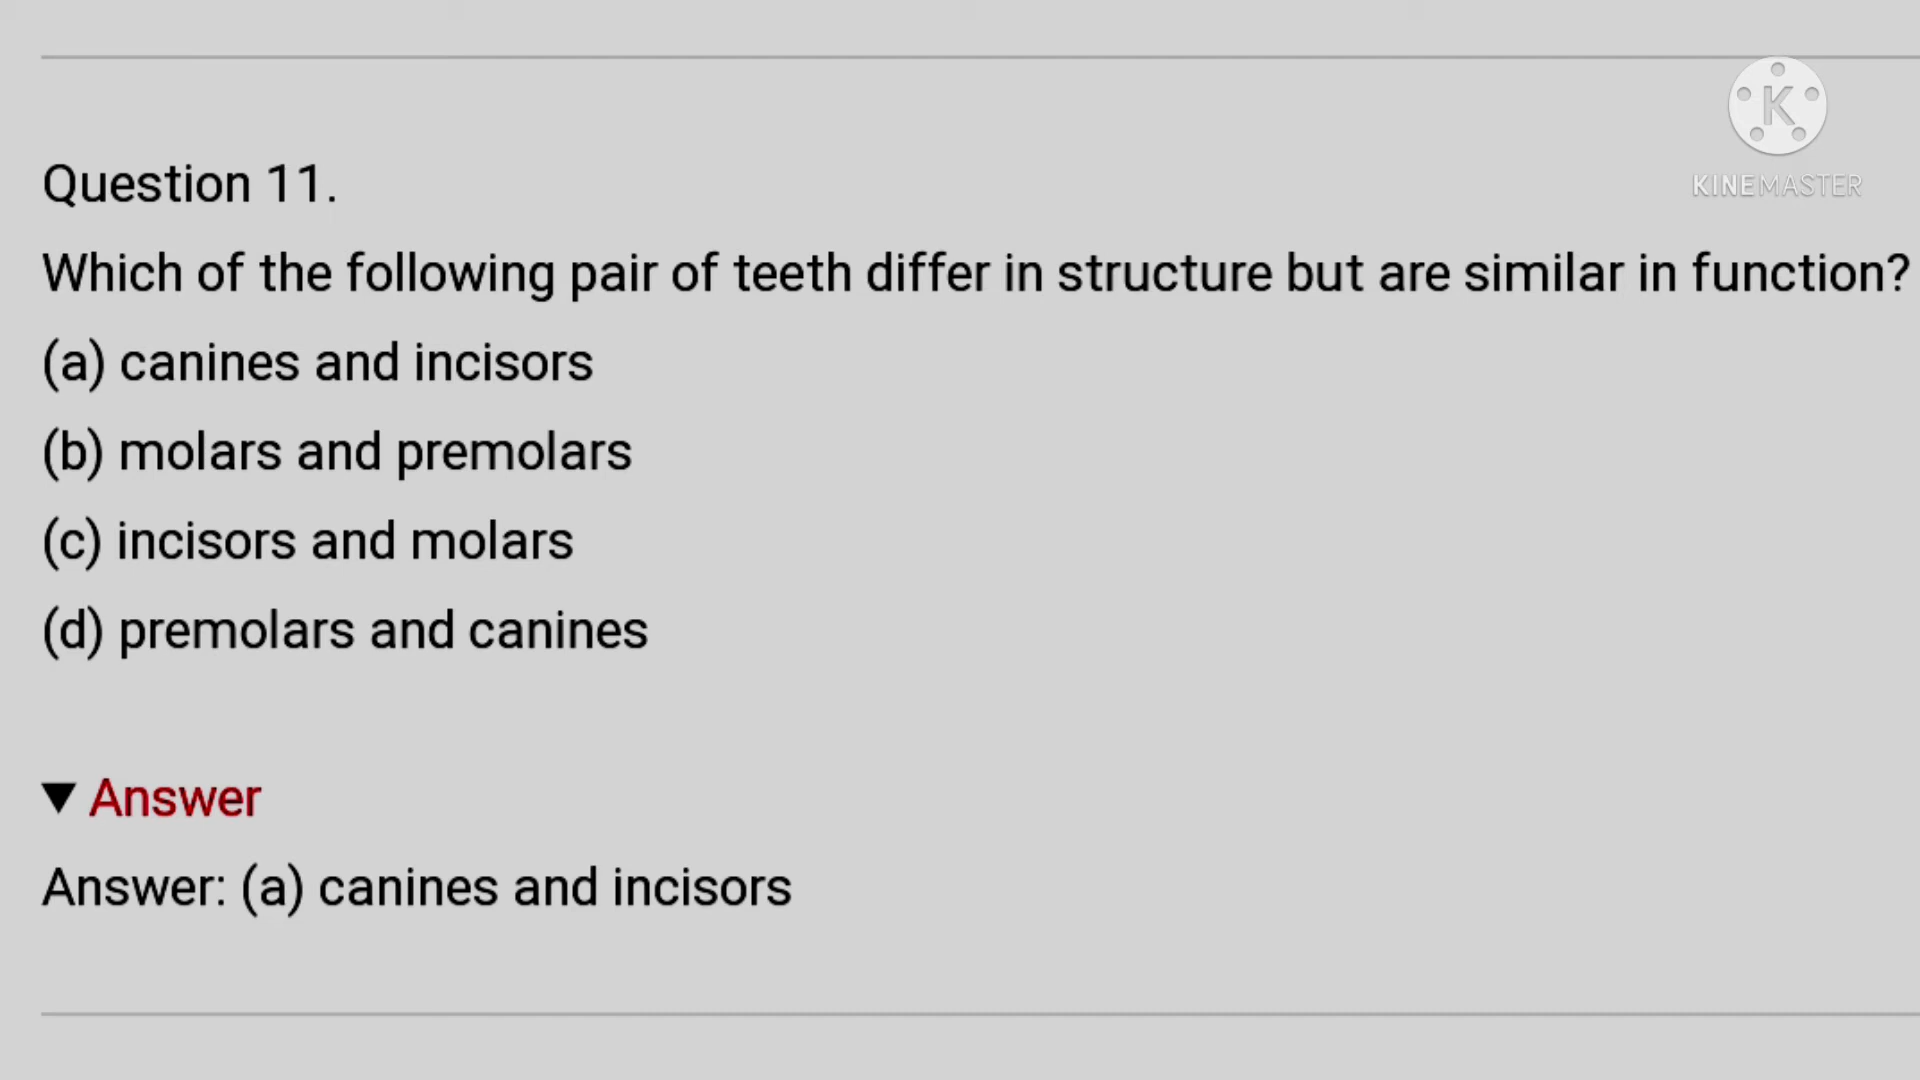 K
KINEMASTER
Question 11.
Which of the following pair of teeth differ in structure but are similar in function?
(a) canines and incisors
(b) molars and premolars
(c) incisors and molars
(d) premolars and canines
▼ Answer
Answer: (a) canines and incisors